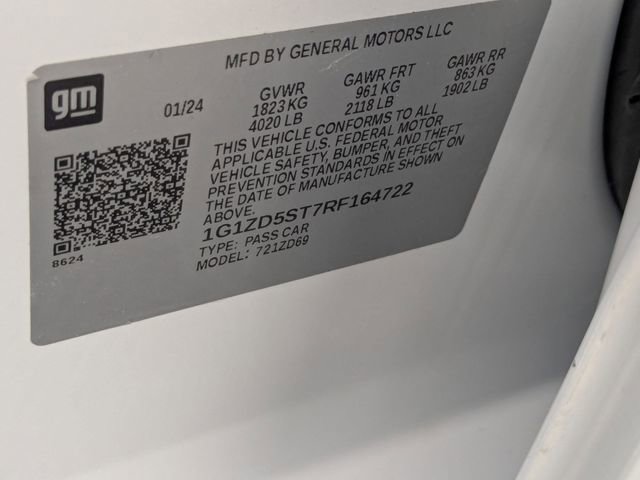 MFD BY GENERAL MOTORS LLC
gm
01/24
GVWR
1823 KG
4020 LB
GAWR FRT
961 KG
2118 LB
GAWR RR
863 KG
1902 LB
THIS VEHICLE CONFORMS TO ALL
APPLICABLE U.S. FEDERAL MOTOR
VEHICLE SAFETY, BUMPER, AND THEFT
PREVENTION STANDARDS IN EFFECT ON
THE DATE OF MANUFACTURE SHOWN
ABOVE.
1G1ZD5ST7RF164722
TYPE: PASS CAR
MODEL: 721ZD69
8624